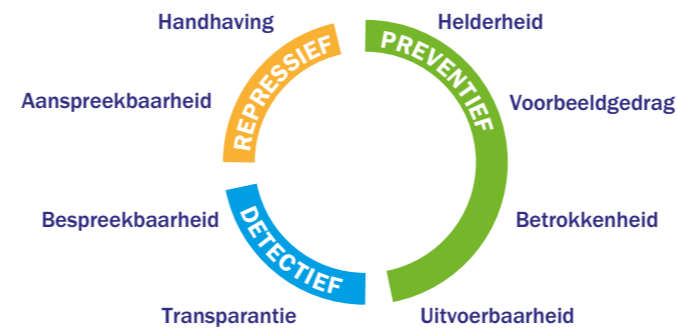 Handhaving
Helderheid
REPRESSIEF
PREVENTIEF
Aanspreekbaarheid
Voorbeeldgedrag
Bespreekbaarheid
Betrokkenheid
DETECTIEF
Transparantie
Uitvoerbaarheid